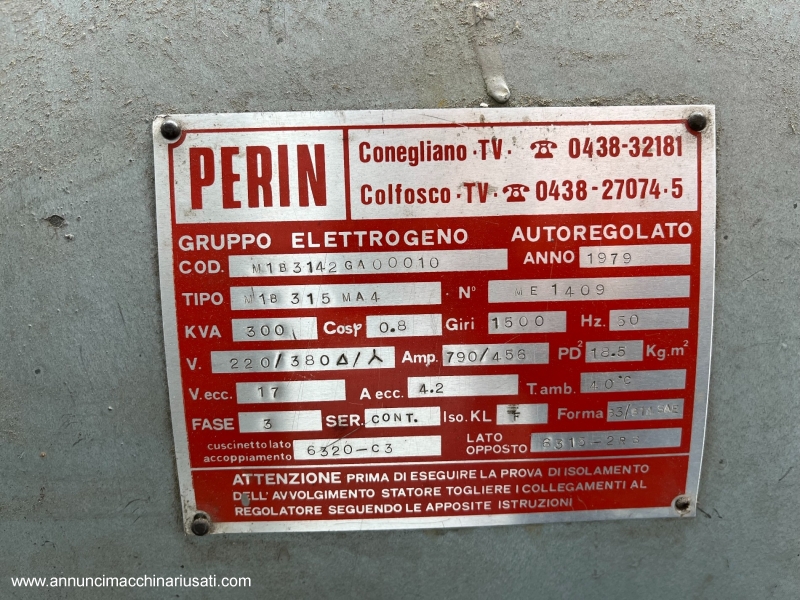 PERIN
Conegliano · TV · ☎ 0438-32181
Colfosco · TV · ☎ 0438-27074·5
GRUPPO ELETTROGENO AUTOREGOLATO
COD. M1B3142GA00010 ANNO 1979
TIPO M1B 315 MA4 N° ME 1409
KVA 300 Cosφ 0.8 Giri 1500 Hz. 50
V. 220/380 Δ/⅄ Amp. 790/456 PD² 18.5 Kg.m²
V.ecc. 17 A ecc. 4.2 T.amb. 40°C
FASE 3 SER. CONT. Iso.KL F Forma
cuscinetto lato
accoppiamento 6320-C3 LATO
OPPOSTO
ATTENZIONE PRIMA DI ESEGUIRE LA PROVA DI ISOLAMENTO
DELL'AVVOLGIMENTO STATORE TOGLIERE I COLLEGAMENTI AL
REGOLATORE SEGUENDO LE APPOSITE ISTRUZIONI
www.annuncimacchinariusati.com